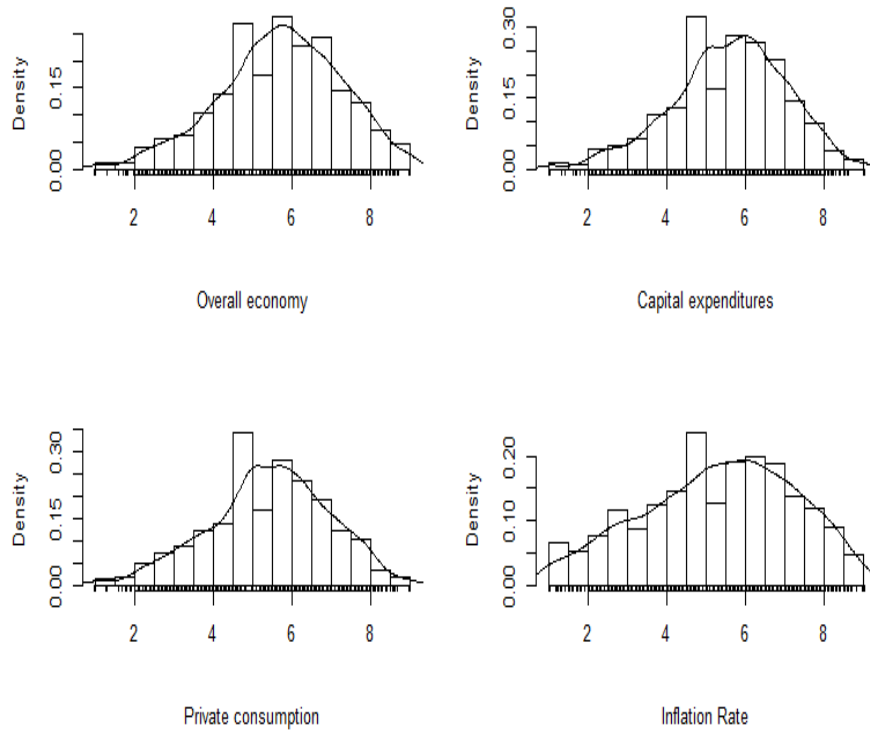 Density
0.00 0.15
2 4 6 8
Overall economy
Density
0.00 0.15 0.30
2 4 6 8
Capital expenditures
Density
0.00 0.15 0.30
2 4 6 8
Private consumption
Density
0.00 0.10 0.20
2 4 6 8
Inflation Rate